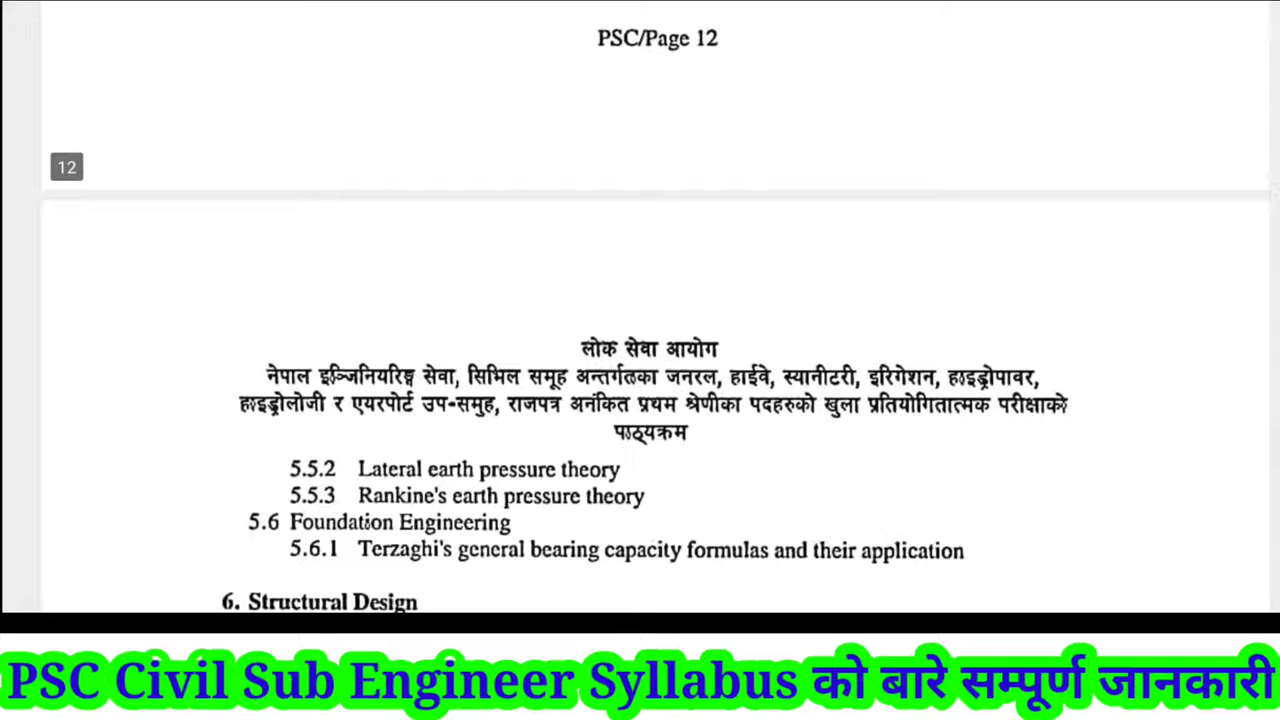 PSC/Page 12
12
लोक सेवा आयोग
नेपाल इञ्जिनियरिङ्ग सेवा, सिभिल समूह अन्तर्गतका जनरल, हाईवे, स्यानीटरी, इरिगेशन, हाइड्रोपावर,
हाइड्रोलोजी र एयरपोर्ट उप-समुह, राजपत्र अनंकित प्रथम श्रेणीका पदहरुको खुला प्रतियोगितात्मक परीक्षाको
पाठ्यक्रम
5.5.2 Lateral earth pressure theory
5.5.3 Rankine's earth pressure theory
5.6 Foundation Engineering
5.6.1 Terzaghi's general bearing capacity formulas and their application
6. Structural Design
PSC Civil Sub Engineer Syllabus को बारे सम्पूर्ण जानकारी